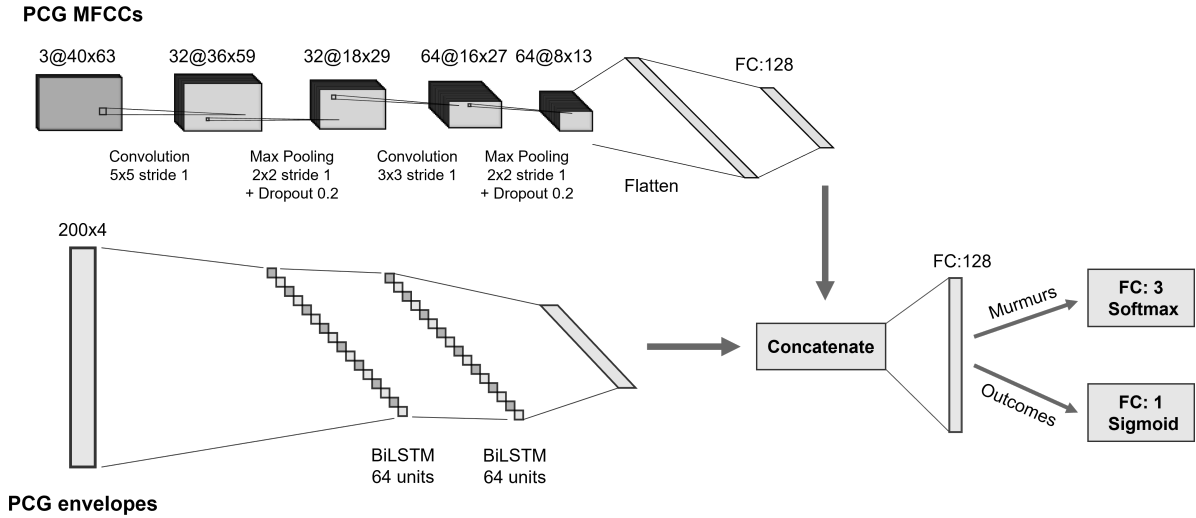 PCG MFCCs
3@40x63
32@36x59
32@18x29
64@16x27
64@8x13
FC:128
Convolution
5x5 stride 1
Max Pooling
2x2 stride 1
+ Dropout 0.2
Convolution
3x3 stride 1
Max Pooling
2x2 stride 1
+ Dropout 0.2
Flatten
200x4
BiLSTM
64 units
BiLSTM
64 units
PCG envelopes
Concatenate
FC:128
Murmurs
Outcomes
FC: 3
Softmax
FC: 1
Sigmoid